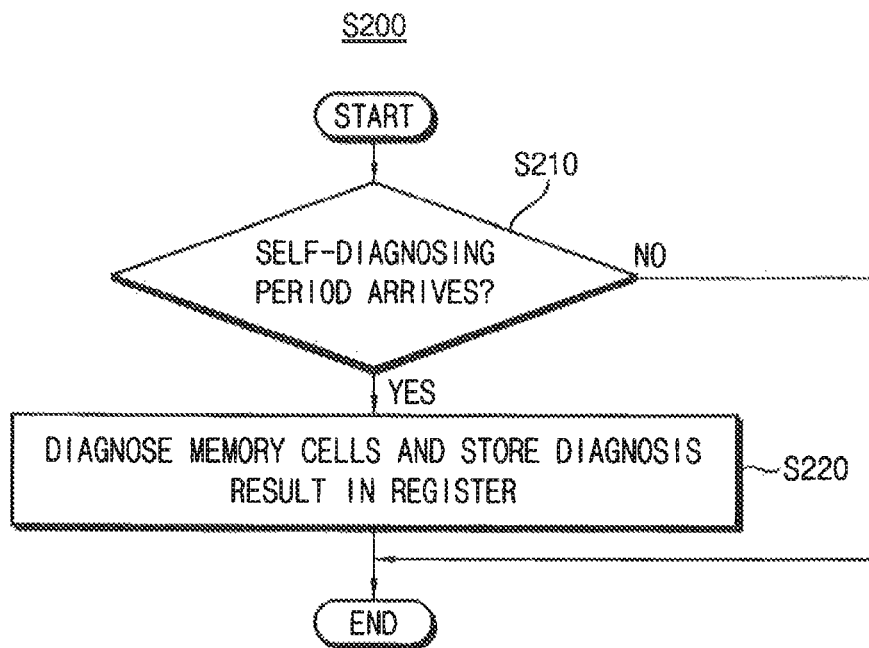 S200
START
S210
SELF-DIAGNOSING
PERIOD ARRIVES?
NO
YES
DIAGNOSE MEMORY CELLS AND STORE DIAGNOSIS
RESULT IN REGISTER
S220
END